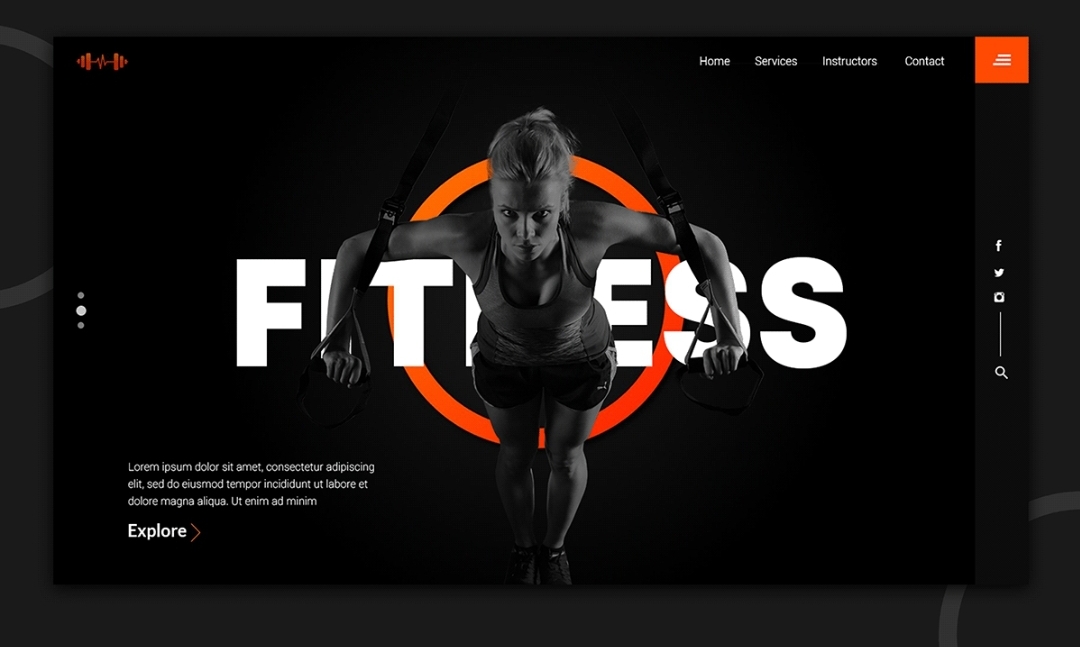 Home Services Instructors Contact
FITNESS
Lorem ipsum dolor sit amet, consectetur adipiscing
elit, sed do eiusmod tempor incididunt ut labore et
dolore magna aliqua. Ut enim ad minim
Explore